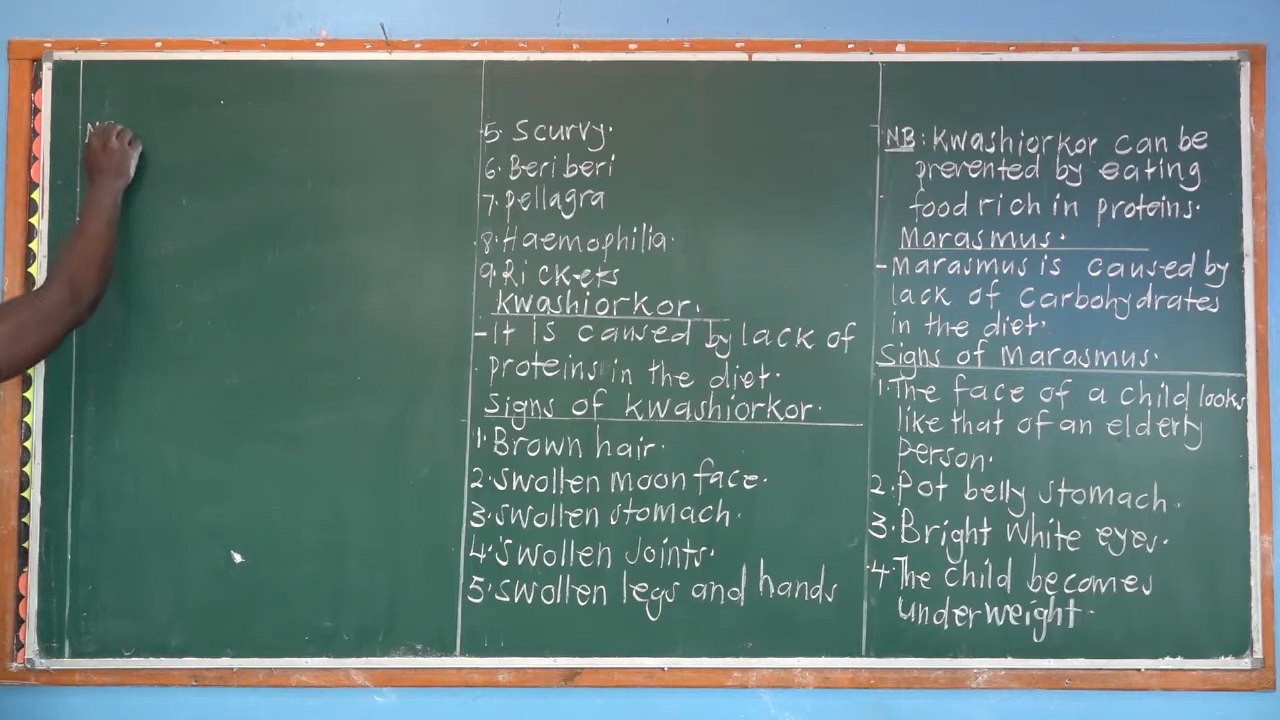 5. Scurvy.
6. Beri beri
7. pellagra
8. Haemophilia.
9. Rickets
Kwashiorkor.
- It is caused by lack of
proteins in the diet.
Signs of kwashiorkor.
1. Brown hair.
2. Swollen moon face.
3. Swollen stomach.
4. Swollen Joints.
5. Swollen legs and hands
NB: Kwashiorkor can be
prevented by eating
food rich in proteins.
Marasmus.
- Marasmus is caused by
lack of Carbohydrates
in the diet.
Signs of Marasmus.
1. The face of a child looks
like that of an elderly
person.
2. Pot belly stomach.
3. Bright white eyes.
4. The child becomes
underweight.